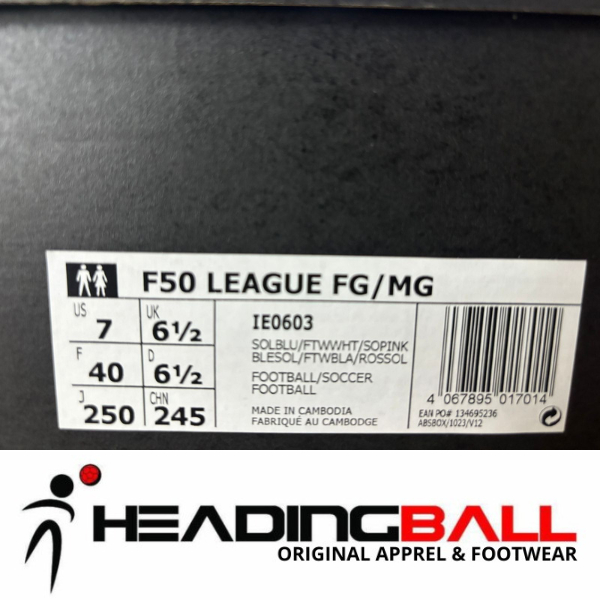 F50 LEAGUE FG/MG
US 7
UK 6½
F 40
D 6½
J 250
CHN 245
IE0603
SOLBLU/FTWWHT/SOPINK
BLESOL/FTWBLA/ROSSOL
FOOTBALL/SOCCER
FOOTBALL
MADE IN CAMBODIA
FABRIQUÉ AU CAMBODGE
4 067895 017014
EAN PO# 134695236
ABSBOX/1023/V12
HEADINGBALL
ORIGINAL APPREL & FOOTWEAR